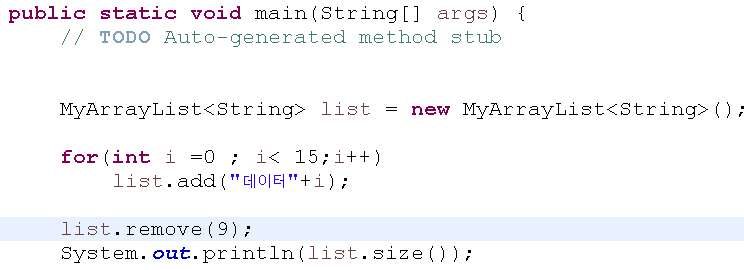 public static void main(String[] args) {
    // TODO Auto-generated method stub
    MyArrayList<String> list = new MyArrayList<String>();
    for(int i =0 ; i< 15;i++)
        list.add("데이터"+i);
    list.remove(9);
    System.out.println(list.size());